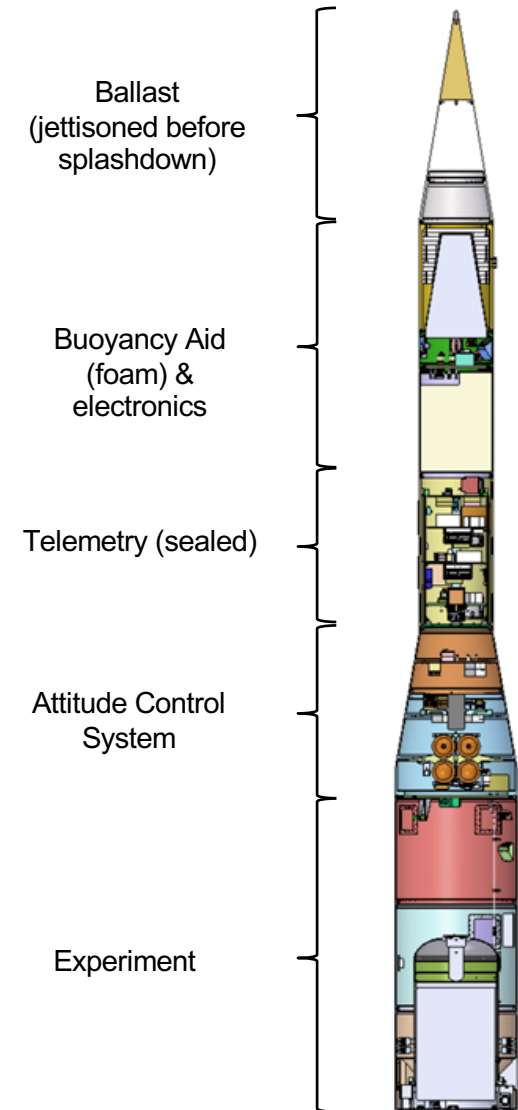 Ballast
(jettisoned before
splashdown)
Buoyancy Aid
(foam) &
electronics
Telemetry (sealed)
Attitude Control
System
Experiment